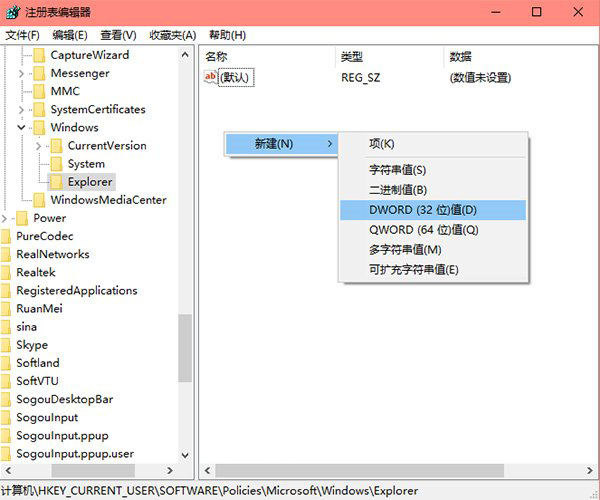 注册表编辑器
文件(F) 编辑(E) 查看(V) 收藏夹(A) 帮助(H)
CaptureWizard
Messenger
MMC
SystemCertificates
Windows
CurrentVersion
System
Explorer
WindowsMediaCenter
Power
PureCodec
RealNetworks
Realtek
RegisteredApplications
RuanMei
sina
Skype
Softland
SoftVTU
SogouDesktopBar
SogouInput
SogouInput.ppup
SogouInput.ppup.user
名称 类型 数据
ab (默认) REG_SZ (数值未设置)
新建(N)
项(K)
字符串值(S)
二进制值(B)
DWORD (32 位)值(D)
QWORD (64 位)值(Q)
多字符串值(M)
可扩充字符串值(E)
计算机\HKEY_CURRENT_USER\SOFTWARE\Policies\Microsoft\Windows\Explorer